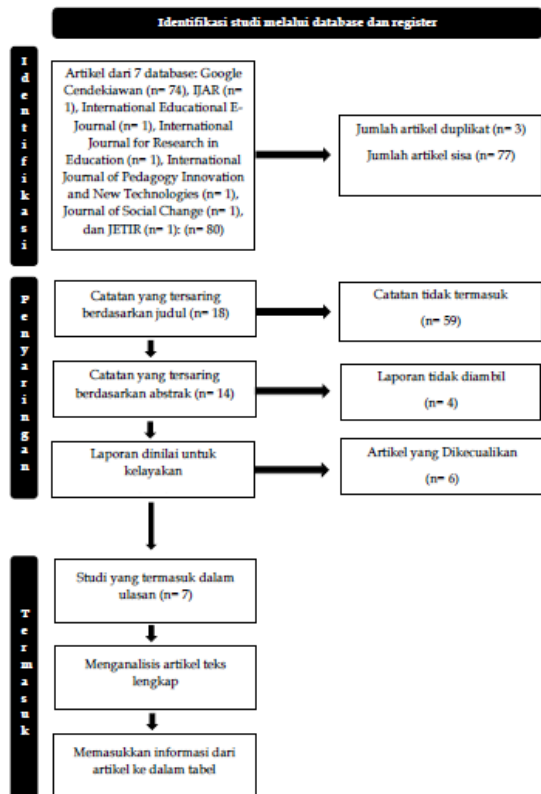 Identifikasi studi melalui database dan register
Identifikasi
Artikel dari 7 database: Google
Cendekiawan (n= 74), IJAR (n=
1), International Educational E-
Journal (n= 1), International
Journal for Research in
Education (n= 1), International
Journal of Pedagogy Innovation
and New Technologies (n= 1),
Journal of Social Change (n= 1),
dan JETIR (n= 1): (n= 80)
Jumlah artikel duplikat (n= 3)
Jumlah artikel sisa (n= 77)
Penyaringan
Catatan yang tersaring
berdasarkan judul (n= 18)
Catatan tidak termasuk
(n= 59)
Catatan yang tersaring
berdasarkan abstrak (n= 14)
Laporan tidak diambil
(n= 4)
Laporan dinilai untuk
kelayakan
Artikel yang Dikecualikan
(n= 6)
Termasuk
Studi yang termasuk dalam
ulasan (n= 7)
Menganalisis artikel teks
lengkap
Memasukkan informasi dari
artikel ke dalam tabel